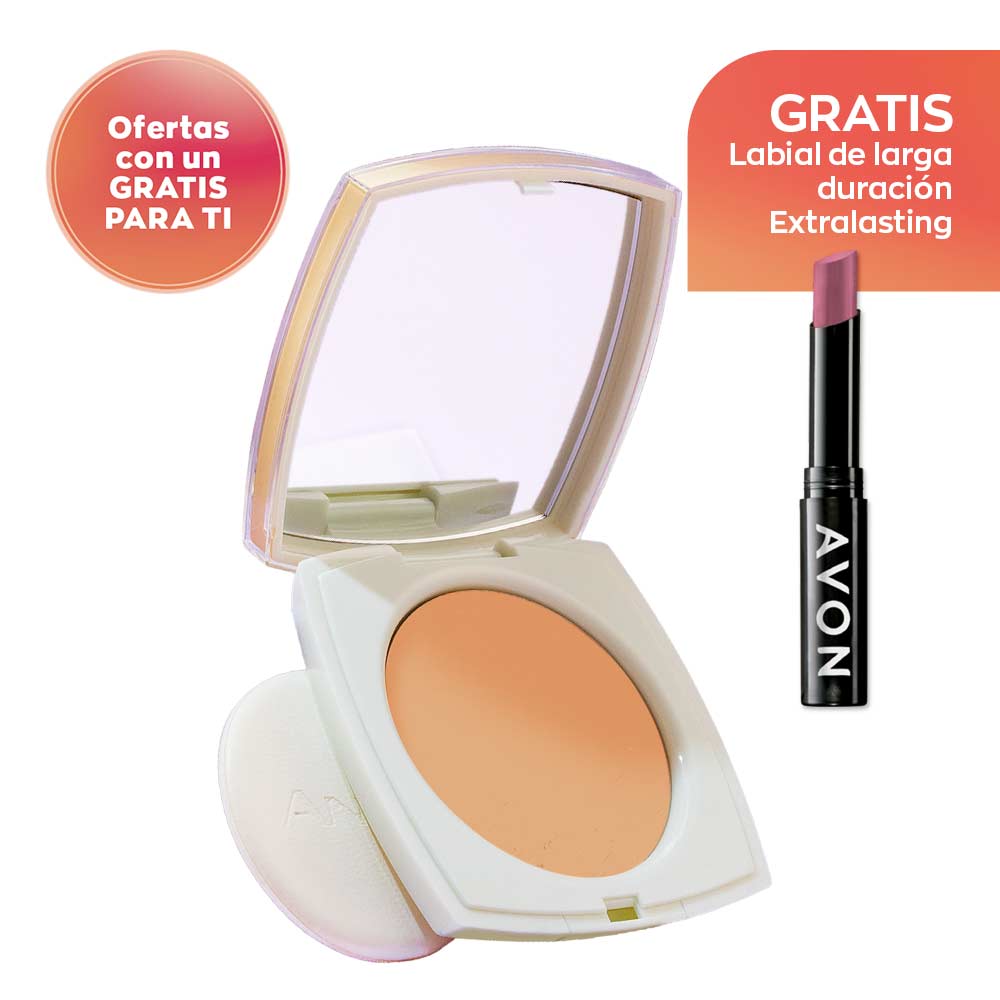 Ofertas
con un
GRATIS
PARA TI
GRATIS
Labial de larga
duración
Extralasting
AVON